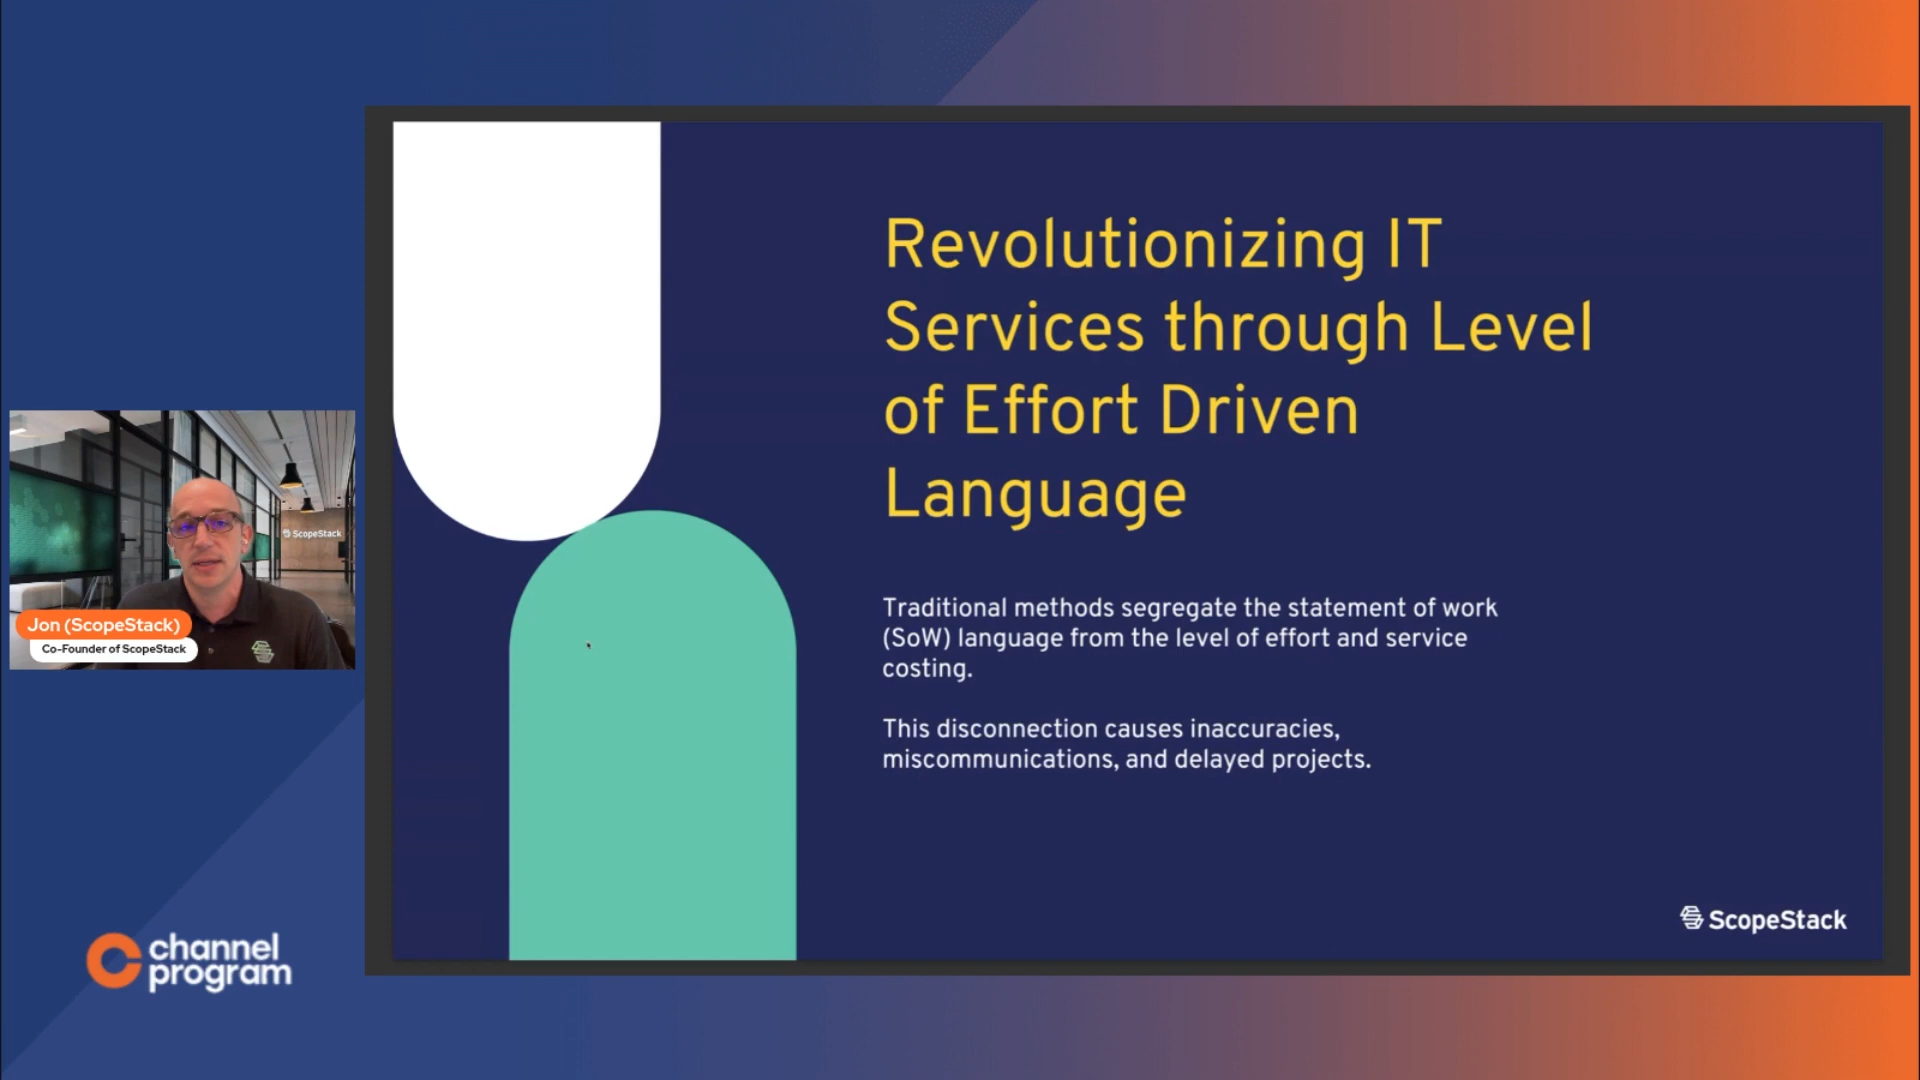 Revolutionizing IT
Services through Level
of Effort Driven
Language
Traditional methods segregate the statement of work
(SoW) language from the level of effort and service
costing.
This disconnection causes inaccuracies,
miscommunications, and delayed projects.
ScopeStack
ScopeStack
Jon (ScopeStack)
Co-Founder of ScopeStack
channel
program